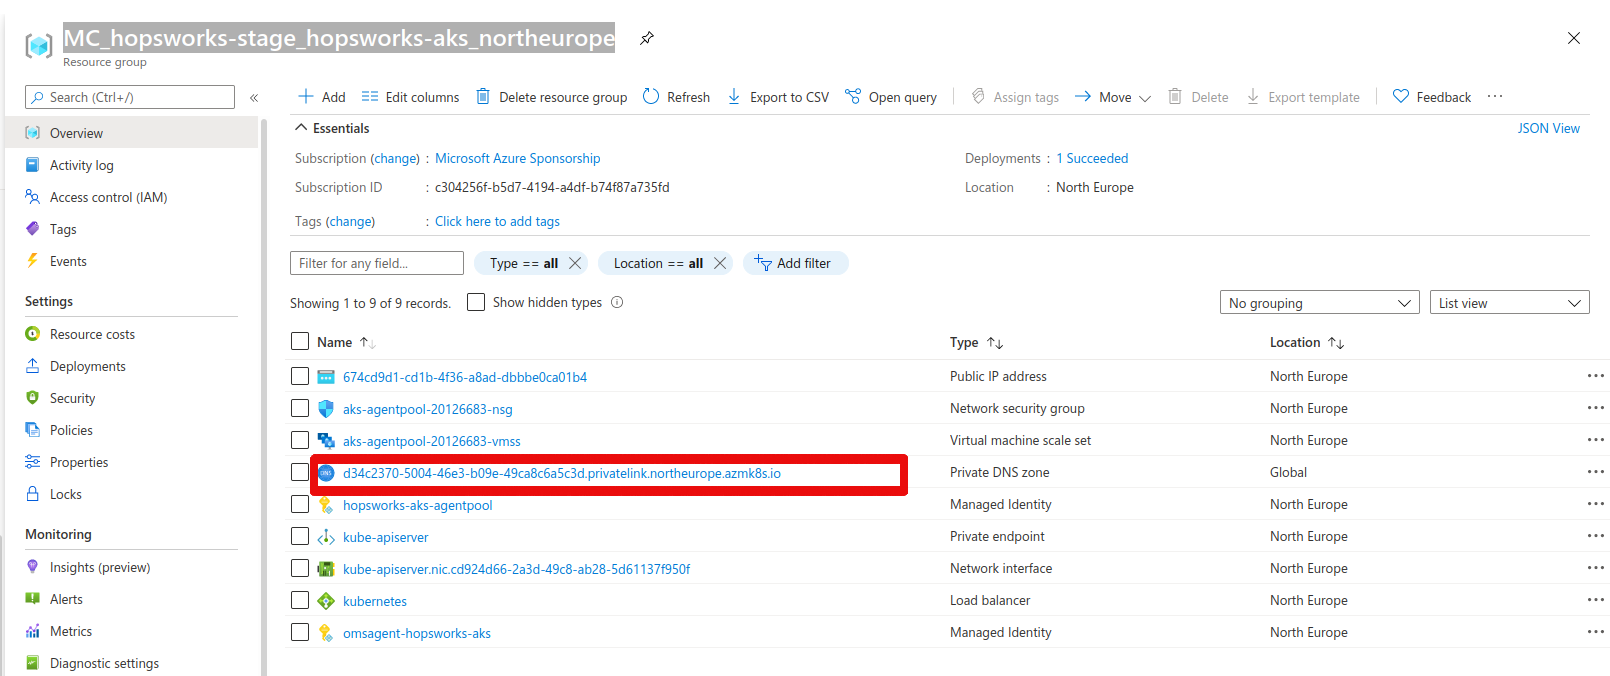 MC_hopsworks-stage_hopsworks-aks_northeurope
Resource group
Search (Ctrl+/)
«
Add
Edit columns
Delete resource group
Refresh
Export to CSV
Open query
Assign tags
Move
Delete
Export template
Feedback
...
Overview
Activity log
Access control (IAM)
Tags
Events
Settings
Resource costs
Deployments
Security
Policies
Properties
Locks
Monitoring
Insights (preview)
Alerts
Metrics
Diagnostic settings
Essentials
JSON View
Subscription (change) : Microsoft Azure Sponsorship
Deployments : 1 Succeeded
Subscription ID : c304256f-b5d7-4194-a4df-b74f87a735fd
Location : North Europe
Tags (change) : Click here to add tags
Filter for any field...
Type == all
Location == all
Add filter
Showing 1 to 9 of 9 records.
Show hidden types
No grouping
List view
Name Type Location
674cd9d1-cd1b-4f36-a8ad-dbbbe0ca01b4 Public IP address North Europe ...
aks-agentpool-20126683-nsg Network security group North Europe ...
aks-agentpool-20126683-vmss Virtual machine scale set North Europe ...
DNS d34c2370-5004-46e3-b09e-49ca8c6a5c3d.privatelink.northeurope.azmk8s.io Private DNS zone Global ...
hopsworks-aks-agentpool Managed Identity North Europe ...
kube-apiserver Private endpoint North Europe ...
kube-apiserver.nic.cd924d66-2a3d-49c8-ab28-5d61137f950f Network interface North Europe ...
kubernetes Load balancer North Europe ...
omsagent-hopsworks-aks Managed Identity North Europe ...